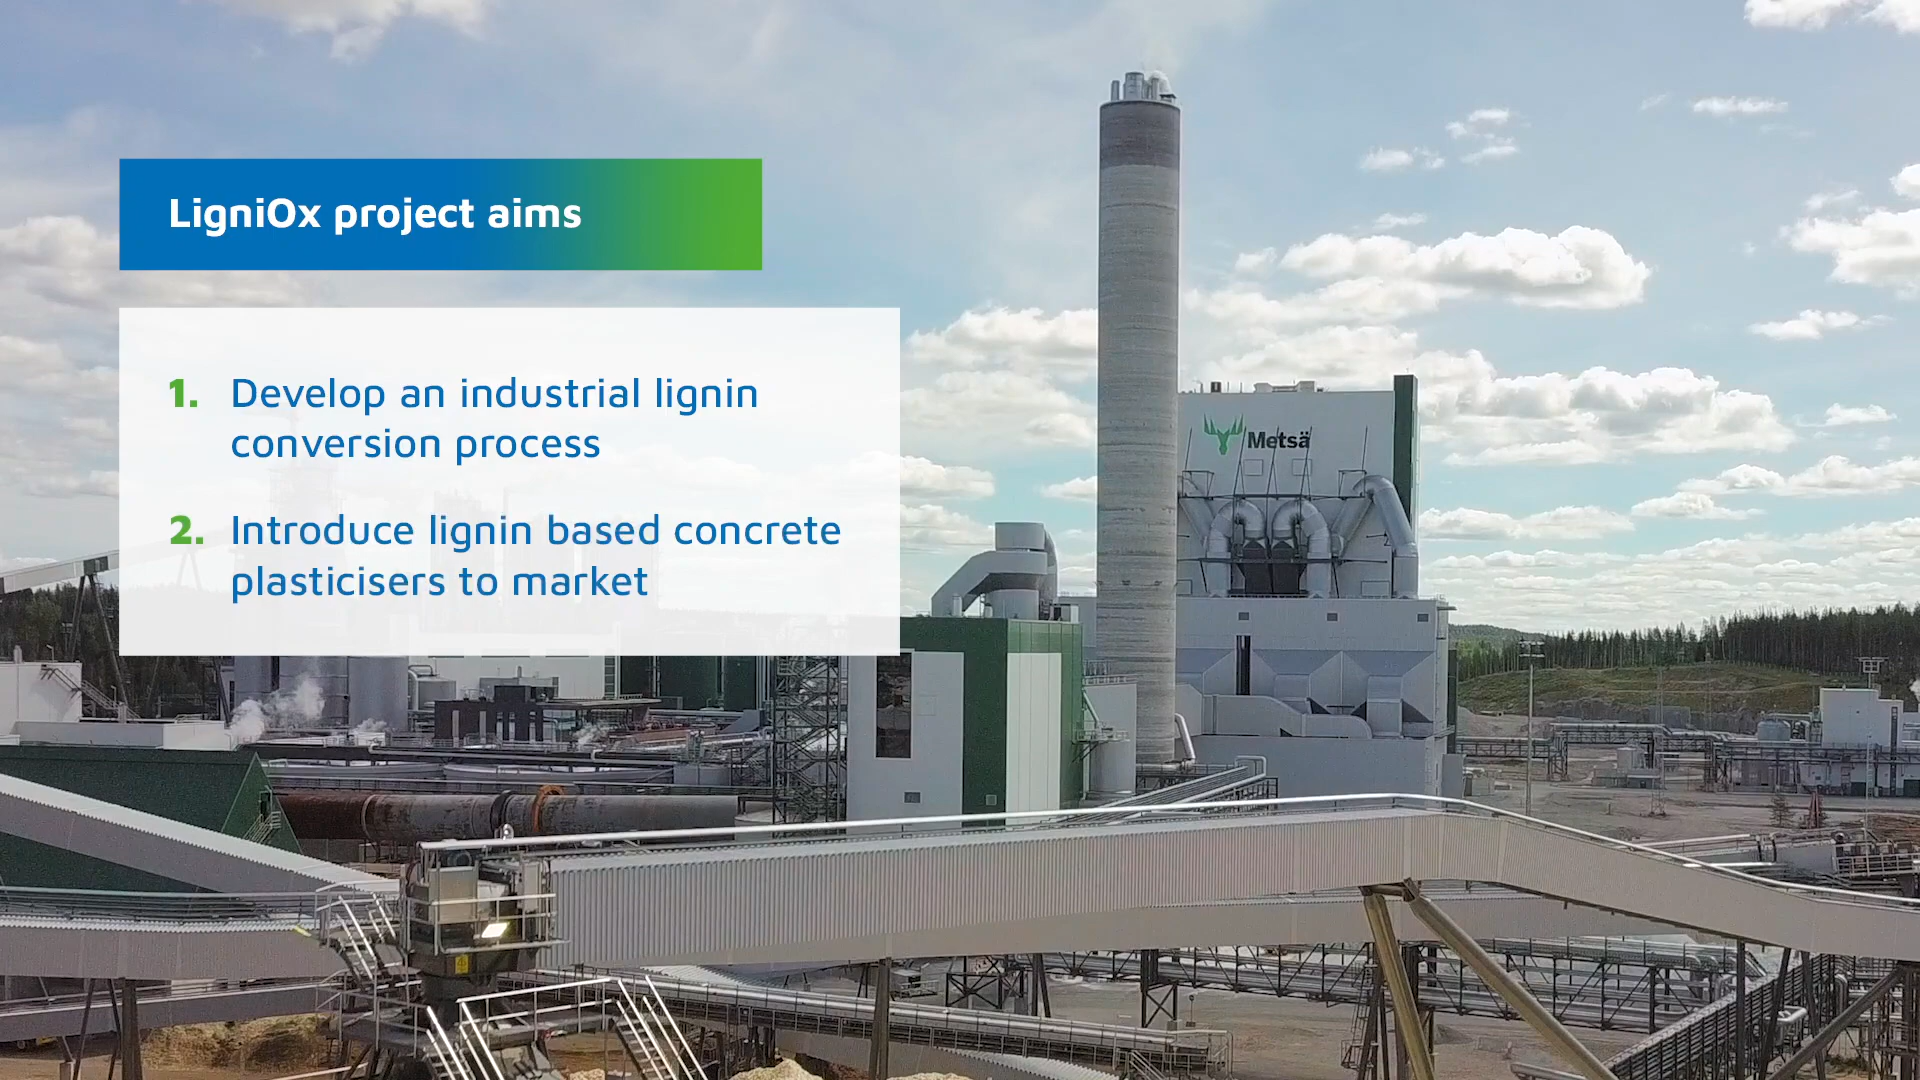 LigniOx project aims
1. Develop an industrial lignin
conversion process
2. Introduce lignin based concrete
plasticisers to market
Metsä